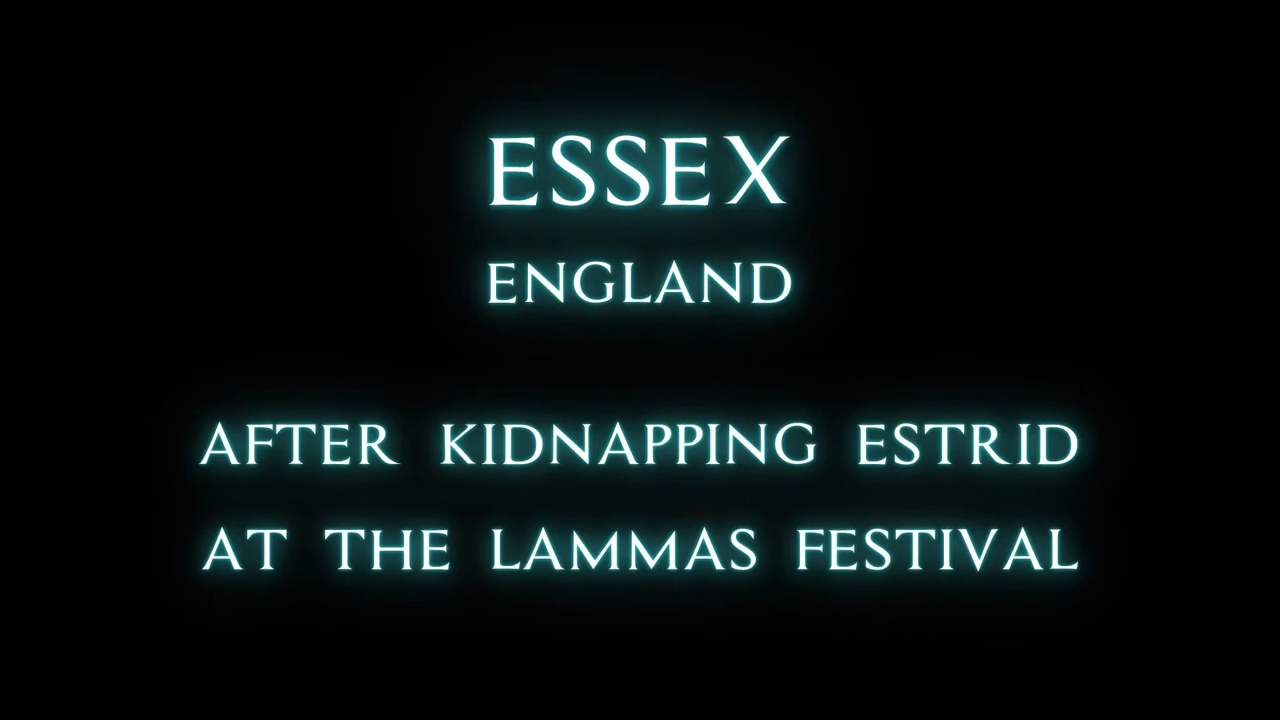 ESSEX
ENGLAND
AFTER KIDNAPPING ESTRID
AT THE LAMMAS FESTIVAL